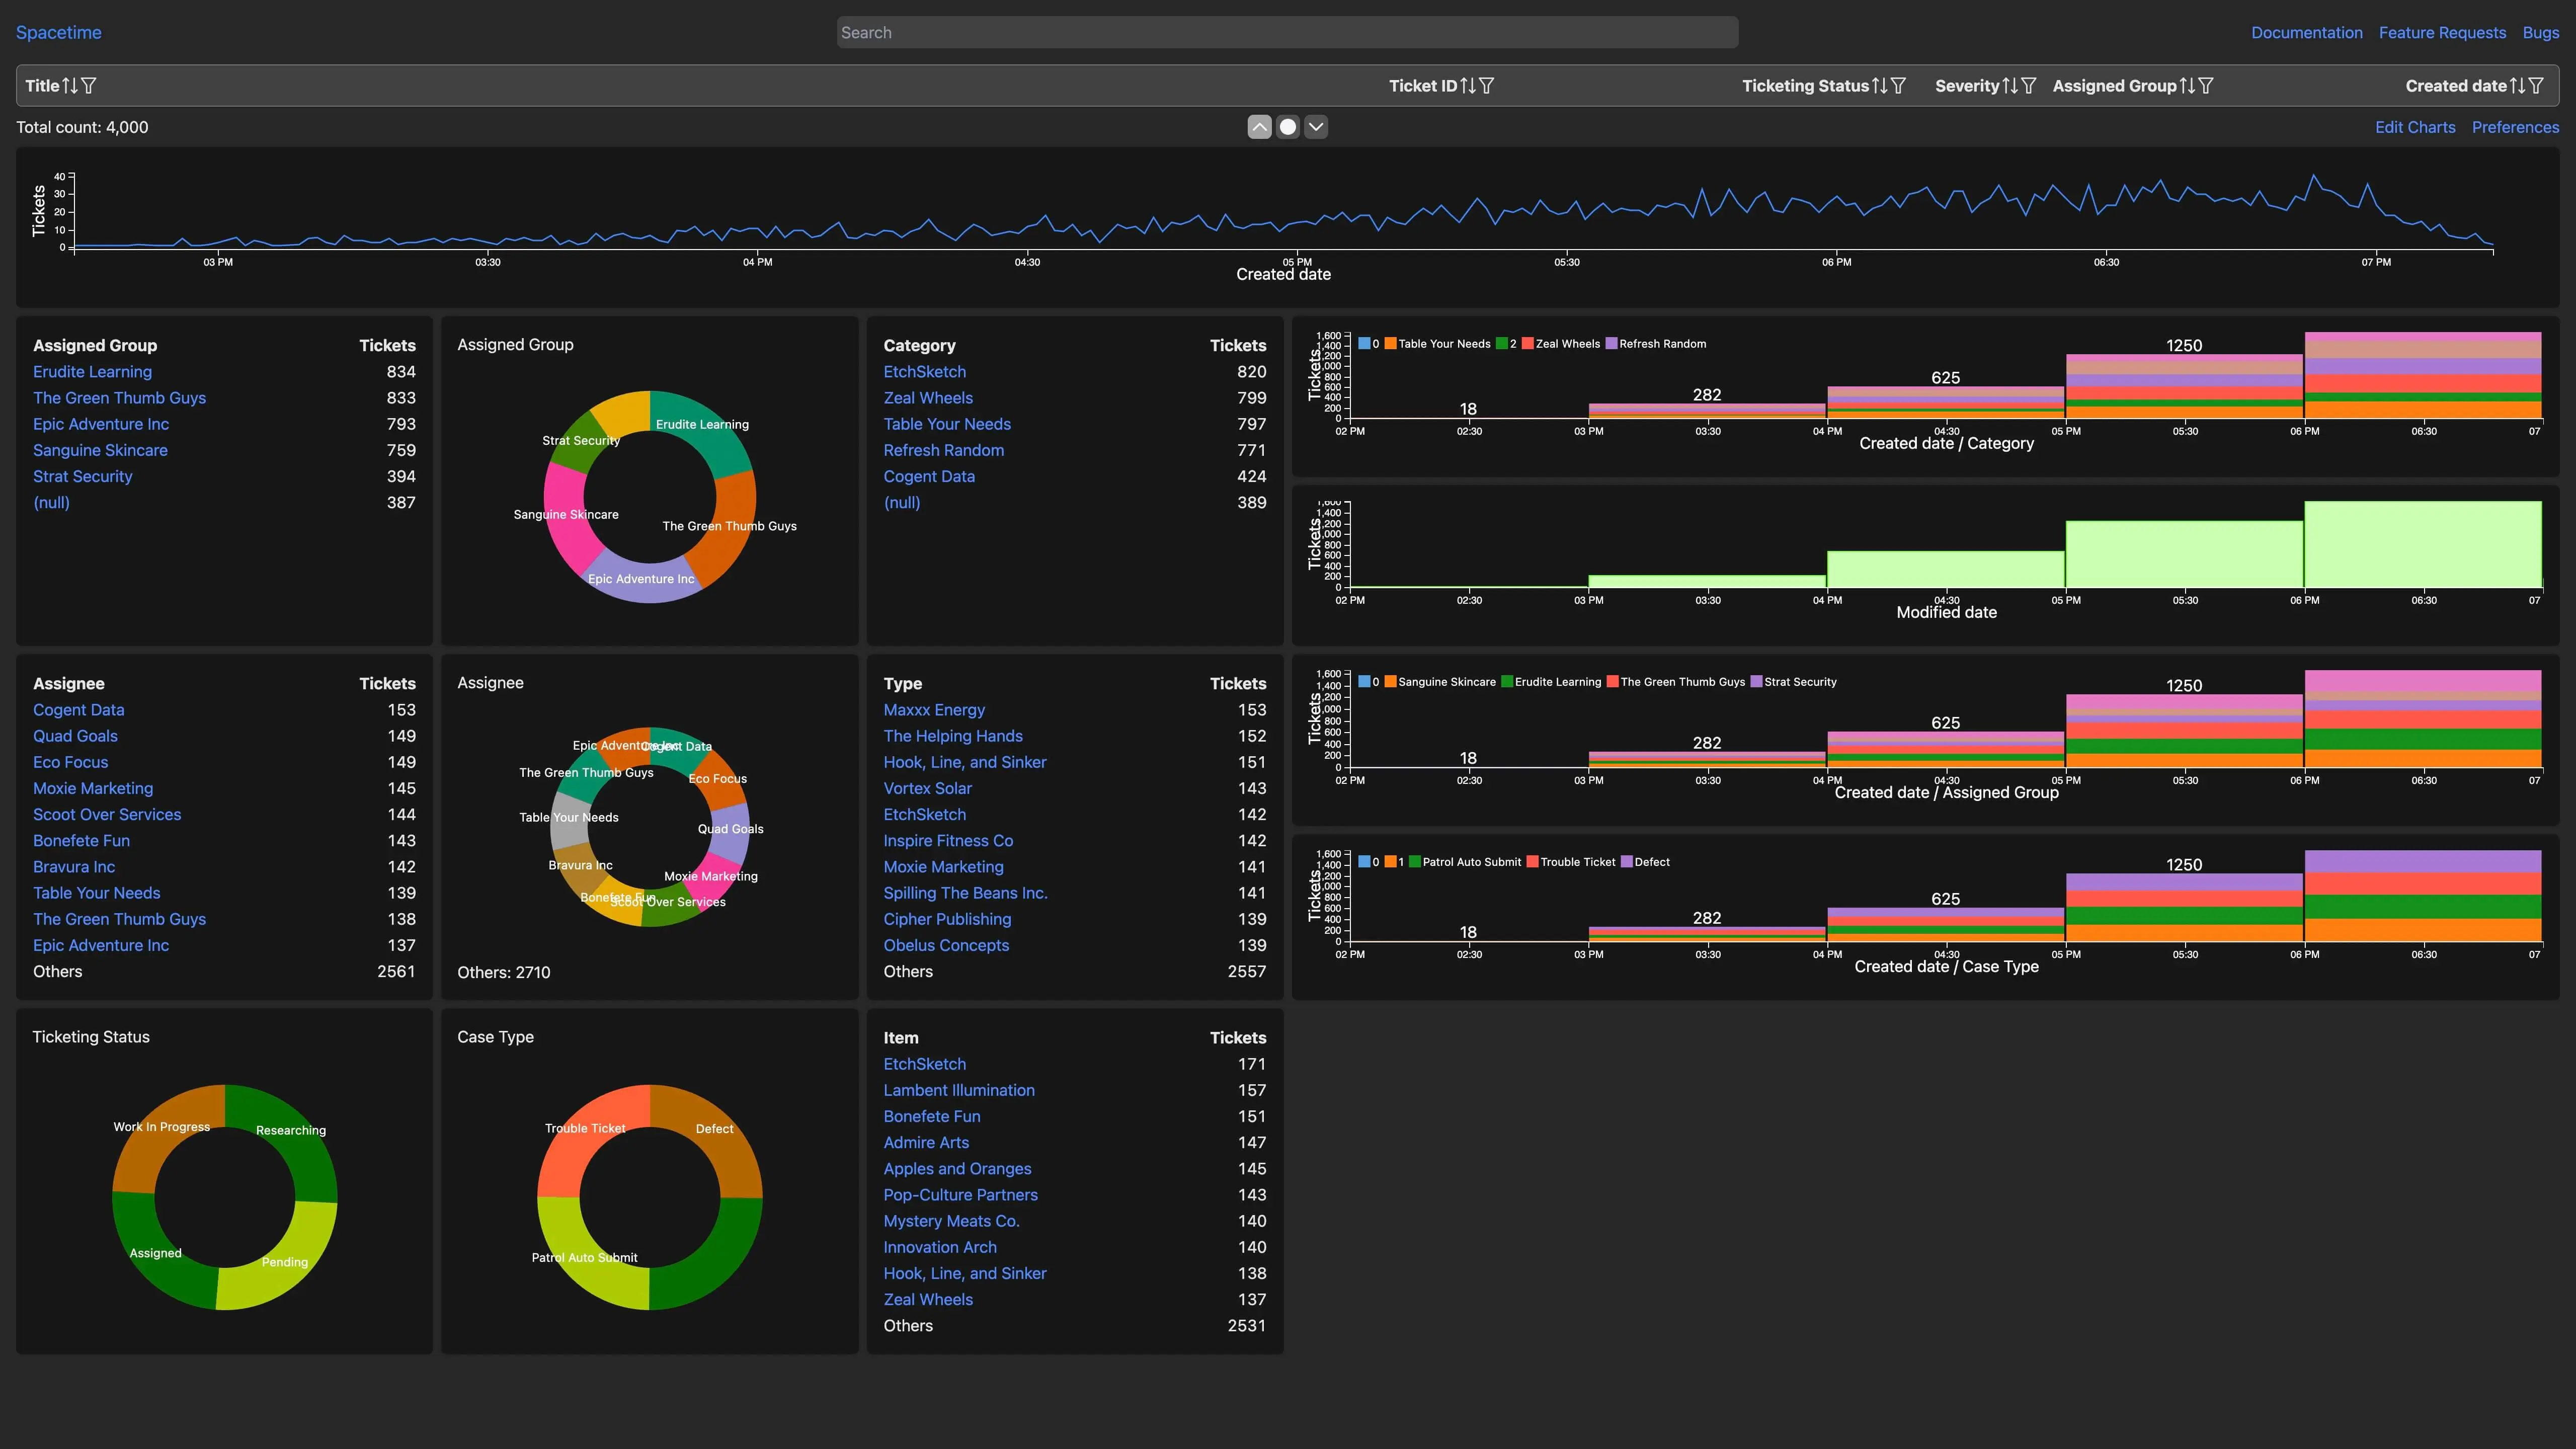 Spacetime
Search
Documentation Feature Requests Bugs
Title Ticket ID Ticketing Status Severity Assigned Group Created date
Total count: 4,000
Edit Charts Preferences
Tickets
40
30
20
10
0
03 PM 03:30 04 PM 04:30 05 PM 05:30 06 PM 06:30 07 PM
Created date
Assigned Group Tickets
Erudite Learning 834
The Green Thumb Guys 833
Epic Adventure Inc 793
Sanguine Skincare 759
Strat Security 394
(null) 387
Assigned Group
Erudite Learning
Strat Security
Sanguine Skincare
The Green Thumb Guys
Epic Adventure Inc
Category Tickets
EtchSketch 820
Zeal Wheels 799
Table Your Needs 797
Refresh Random 771
Cogent Data 424
(null) 389
0 Table Your Needs 2 Zeal Wheels Refresh Random
Tickets
1,600
1,400
1,200
1,000
800
600
400
200
0
18 282 625 1250
02 PM 02:30 03 PM 03:30 04 PM 04:30 05 PM 05:30 06 PM 06:30 07
Created date / Category
Tickets
1,600
1,400
1,200
1,000
800
600
400
200
0
02 PM 02:30 03 PM 03:30 04 PM 04:30 05 PM 05:30 06 PM 06:30 07
Modified date
Assignee Tickets
Cogent Data 153
Quad Goals 149
Eco Focus 149
Moxie Marketing 145
Scoot Over Services 144
Bonefete Fun 143
Bravura Inc 142
Table Your Needs 139
The Green Thumb Guys 138
Epic Adventure Inc 137
Others 2561
Assignee
Epic Adventure Inc
Cogent Data
The Green Thumb Guys
Eco Focus
Table Your Needs
Quad Goals
Bravura Inc
Moxie Marketing
Bonefete Fun
Scoot Over Services
Others: 2710
Type Tickets
Maxxx Energy 153
The Helping Hands 152
Hook, Line, and Sinker 151
Vortex Solar 143
EtchSketch 142
Inspire Fitness Co 142
Moxie Marketing 141
Spilling The Beans Inc. 141
Cipher Publishing 139
Obelus Concepts 139
Others 2557
0 Sanguine Skincare Erudite Learning The Green Thumb Guys Strat Security
Tickets
1,600
1,400
1,200
1,000
800
600
400
200
0
18 282 625 1250
02 PM 02:30 03 PM 03:30 04 PM 04:30 05 PM 05:30 06 PM 06:30 07
Created date / Assigned Group
0 1 Patrol Auto Submit Trouble Ticket Defect
Tickets
1,600
1,400
1,200
1,000
800
600
400
200
0
18 282 625 1250
02 PM 02:30 03 PM 03:30 04 PM 04:30 05 PM 05:30 06 PM 06:30 07
Created date / Case Type
Ticketing Status
Work In Progress
Researching
Assigned
Pending
Case Type
Trouble Ticket
Defect
Patrol Auto Submit
Item Tickets
EtchSketch 171
Lambent Illumination 157
Bonefete Fun 151
Admire Arts 147
Apples and Oranges 145
Pop-Culture Partners 143
Mystery Meats Co. 140
Innovation Arch 140
Hook, Line, and Sinker 138
Zeal Wheels 137
Others 2531